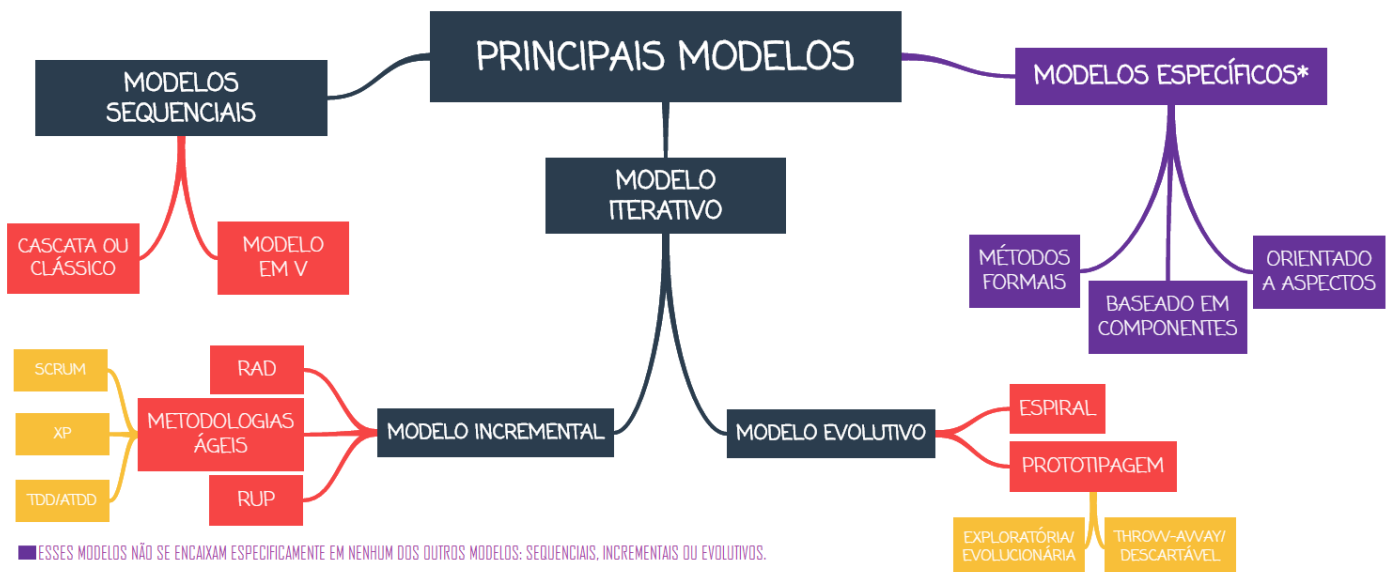 PRINCIPAIS MODELOS
MODELOS
SEQUENCIAIS
MODELOS ESPECÍFICOS*
MODELO
ITERATIVO
CASCATA OU
CLÁSSICO
MODELO
EM V
MÉTODOS
FORMAIS
BASEADO EM
COMPONENTES
ORIENTADO
A ASPECTOS
SCRUM
XP
TDD/ATDD
RAD
METODOLOGIAS
ÁGEIS
RUP
MODELO INCREMENTAL
MODELO EVOLUTIVO
ESPIRAL
PROTOTIPAGEM
EXPLORATÓRIA/
EVOLUCIONÁRIA
THROW-AWAY/
DESCARTÁVEL
ESSES MODELOS NÃO SE ENCAIXAM ESPECIFICAMENTE EM NENHUM DOS OUTROS MODELOS: SEQUENCIAIS, INCREMENTAIS OU EVOLUTIVOS.